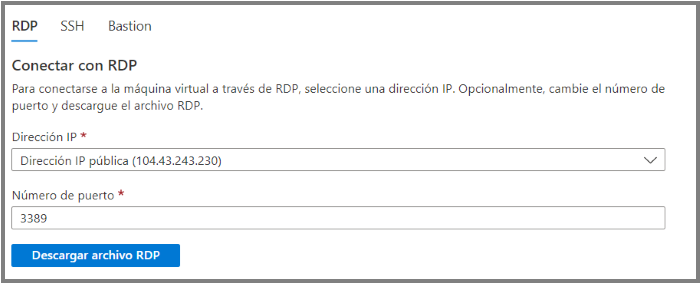 RDP SSH Bastion
Conectar con RDP
Para conectarse a la máquina virtual a través de RDP, seleccione una dirección IP. Opcionalmente, cambie el número de
puerto y descargue el archivo RDP.
Dirección IP *
Dirección IP pública (104.43.243.230)
Número de puerto *
3389
Descargar archivo RDP